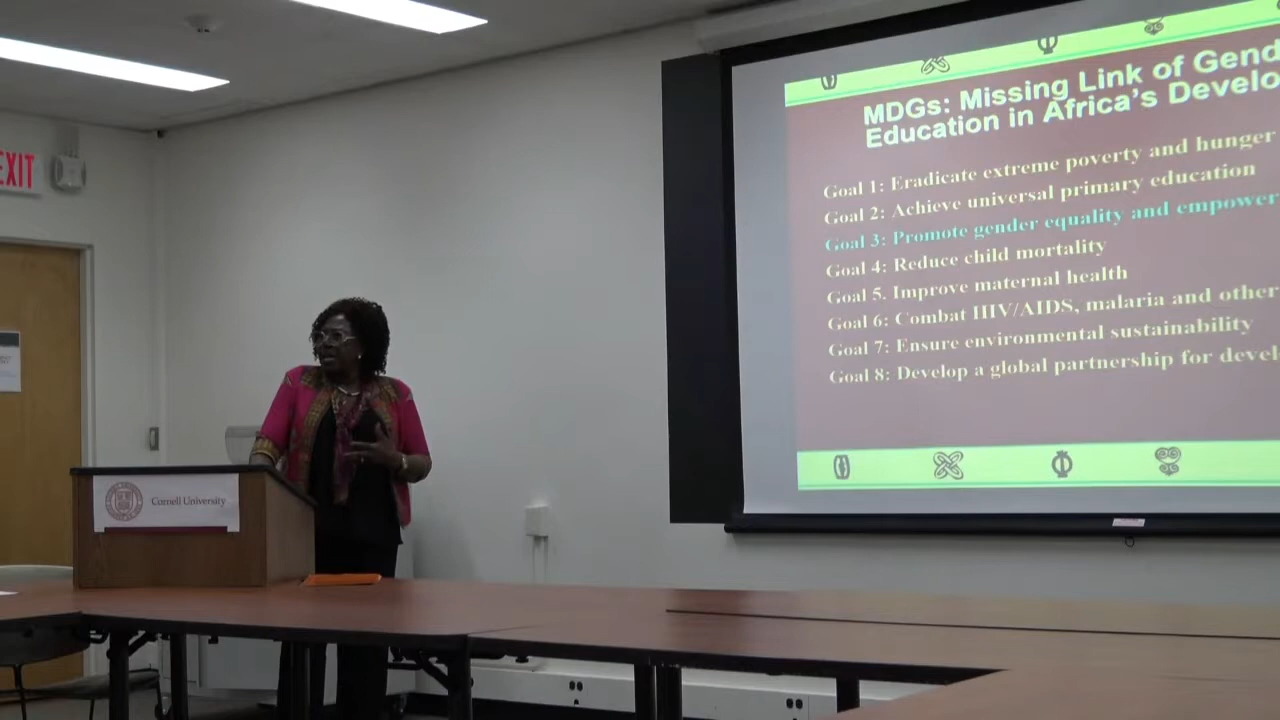 EXIT
MDGs: Missing Link of Gend
Education in Africa's Develo
Goal 1: Eradicate extreme poverty and hunger
Goal 2: Achieve universal primary education
Goal 3: Promote gender equality and empower
Goal 4: Reduce child mortality
Goal 5. Improve maternal health
Goal 6: Combat HIV/AIDS, malaria and other
Goal 7: Ensure environmental sustainability
Goal 8: Develop a global partnership for devel
Cornell University